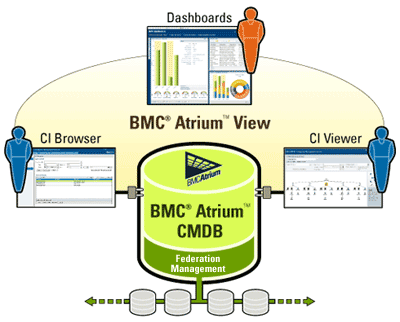 Dashboards
BMC® Atrium™ View
CI Browser
CI Viewer
BMCAtrium
BMC® Atrium™
CMDB
Federation
Management